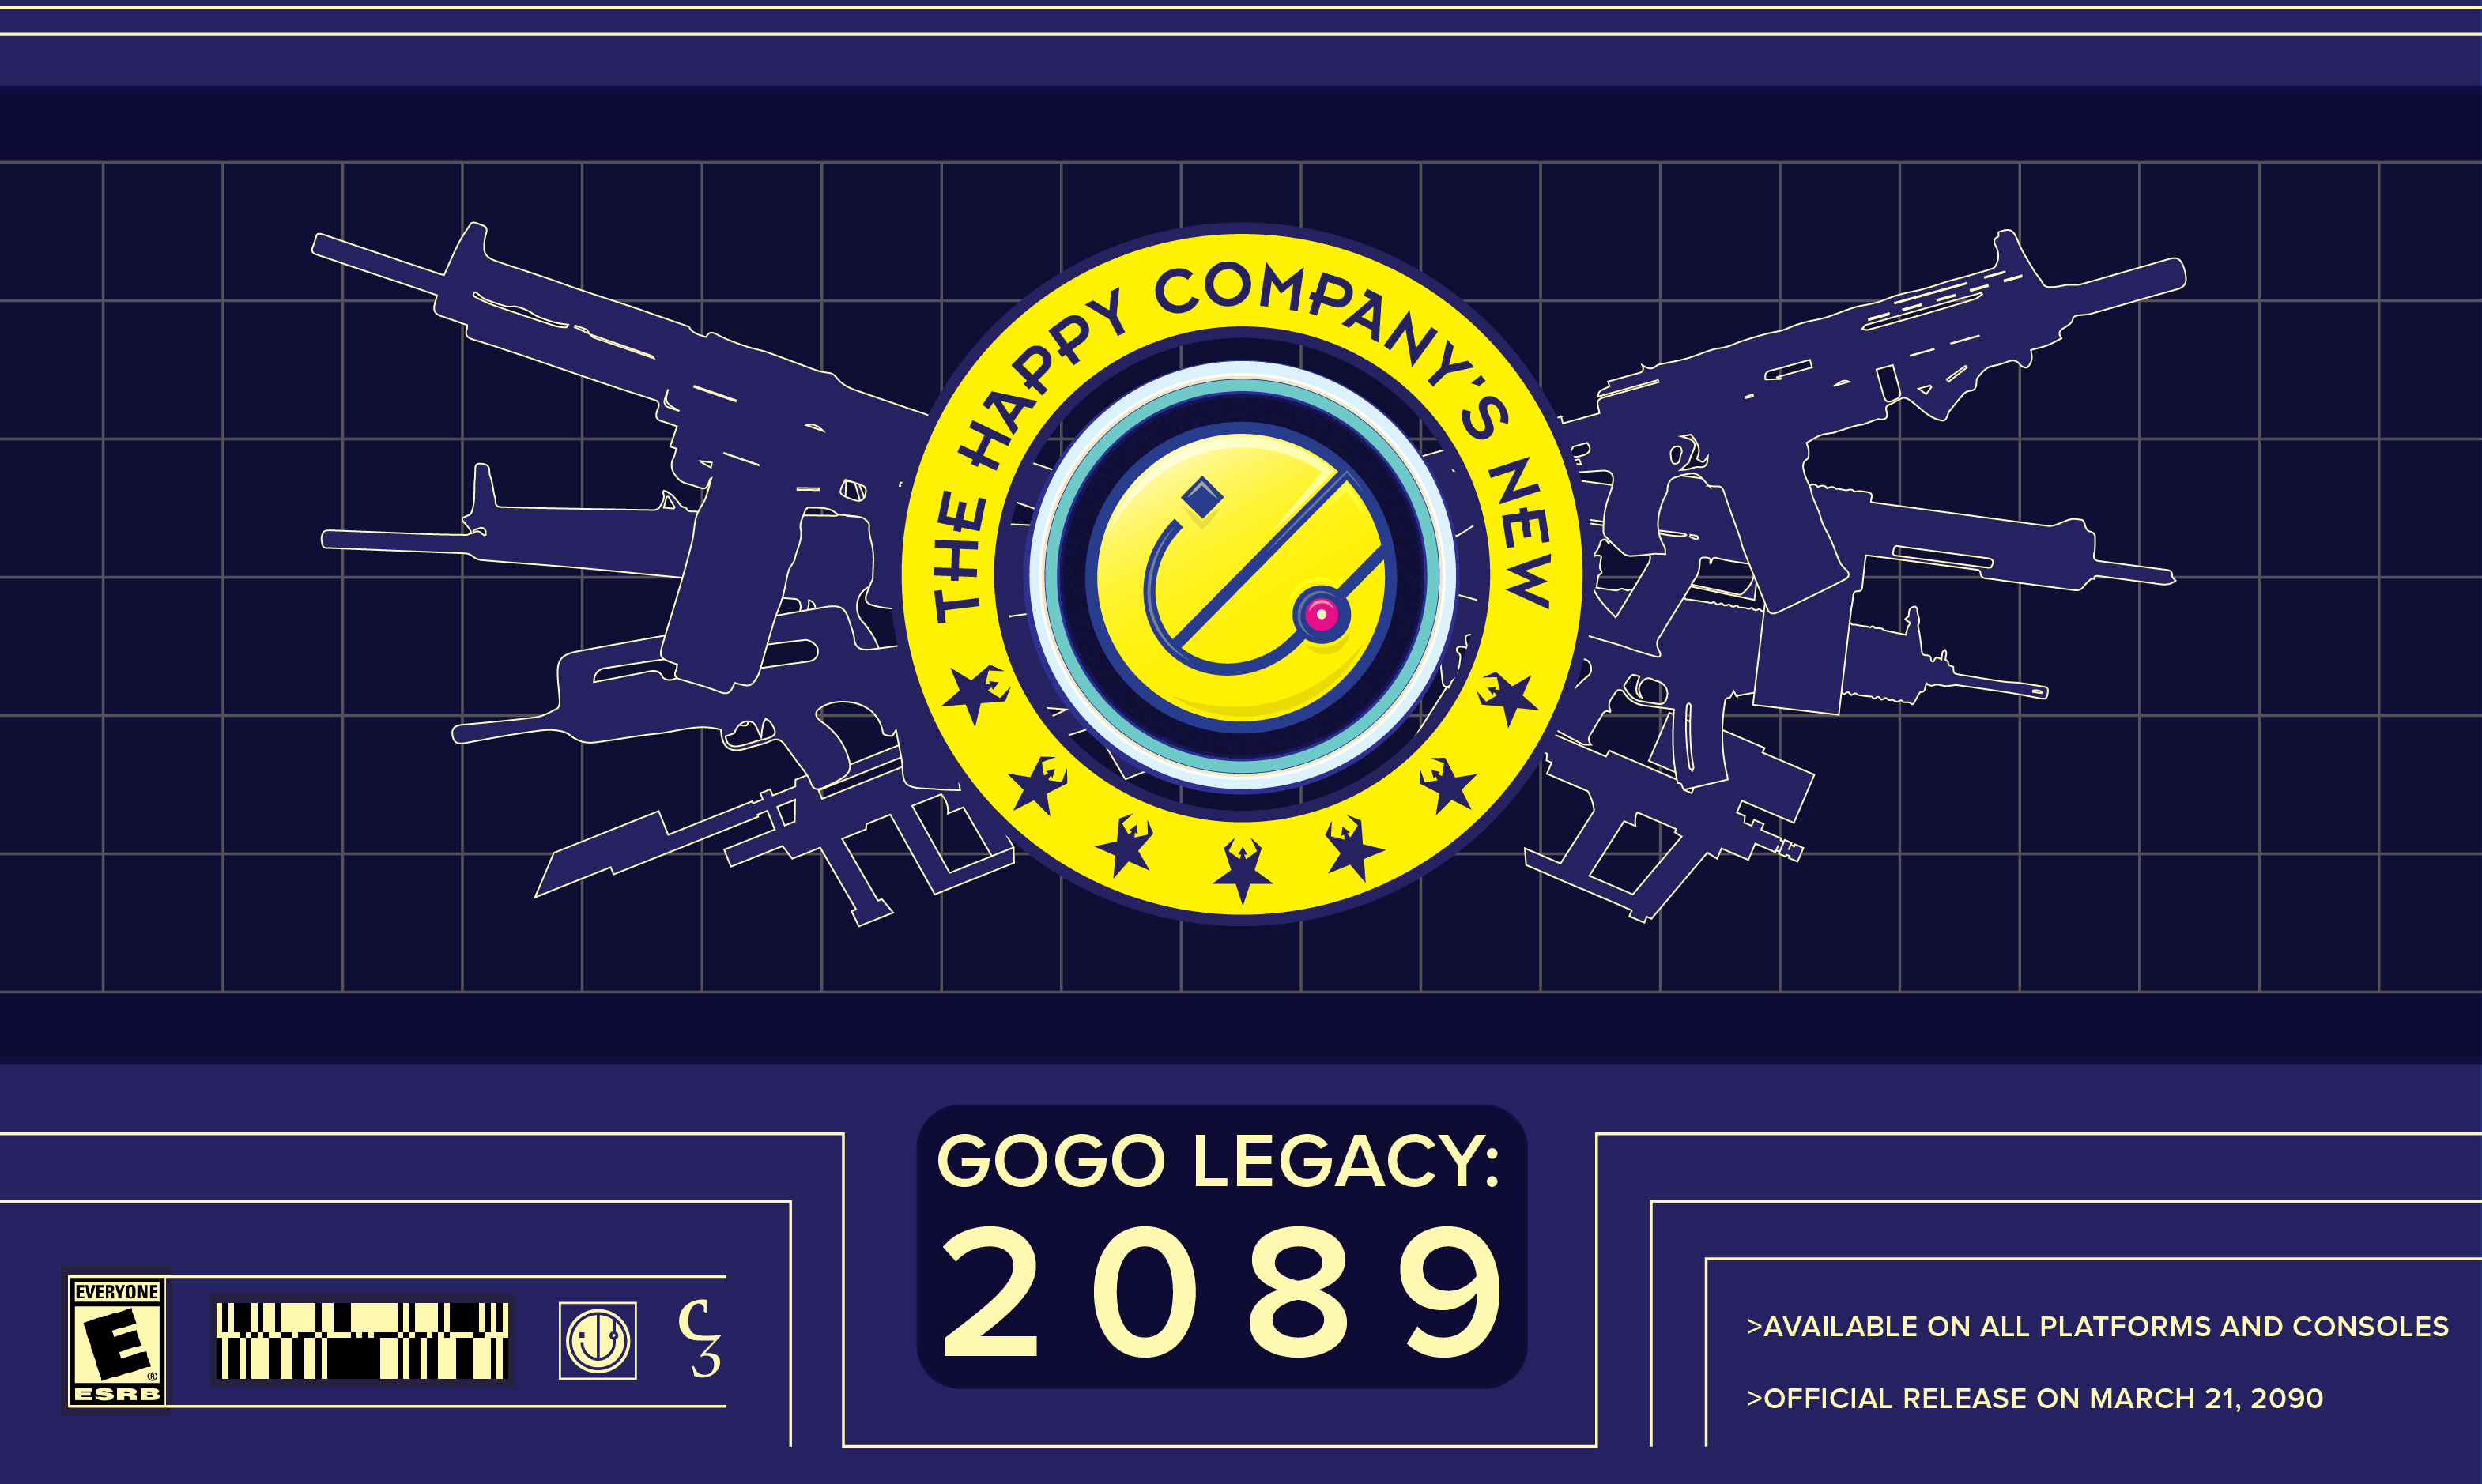 THE HAPPY COMPANY'S NEW
GOGO LEGACY:
2089
EVERYONE
E
®
ESRB
>AVAILABLE ON ALL PLATFORMS AND CONSOLES
>OFFICIAL RELEASE ON MARCH 21, 2090